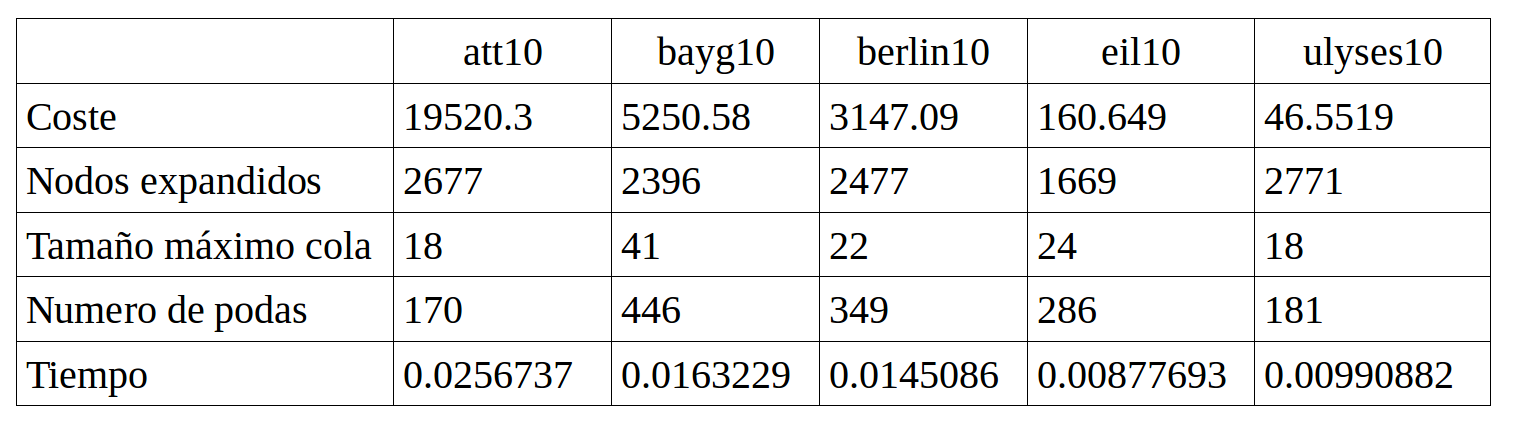 att10 bayg10 berlin10 eil10 ulyses10
Coste 19520.3 5250.58 3147.09 160.649 46.5519
Nodos expandidos 2677 2396 2477 1669 2771
Tamaño máximo cola 18 41 22 24 18
Numero de podas 170 446 349 286 181
Tiempo 0.0256737 0.0163229 0.0145086 0.00877693 0.00990882